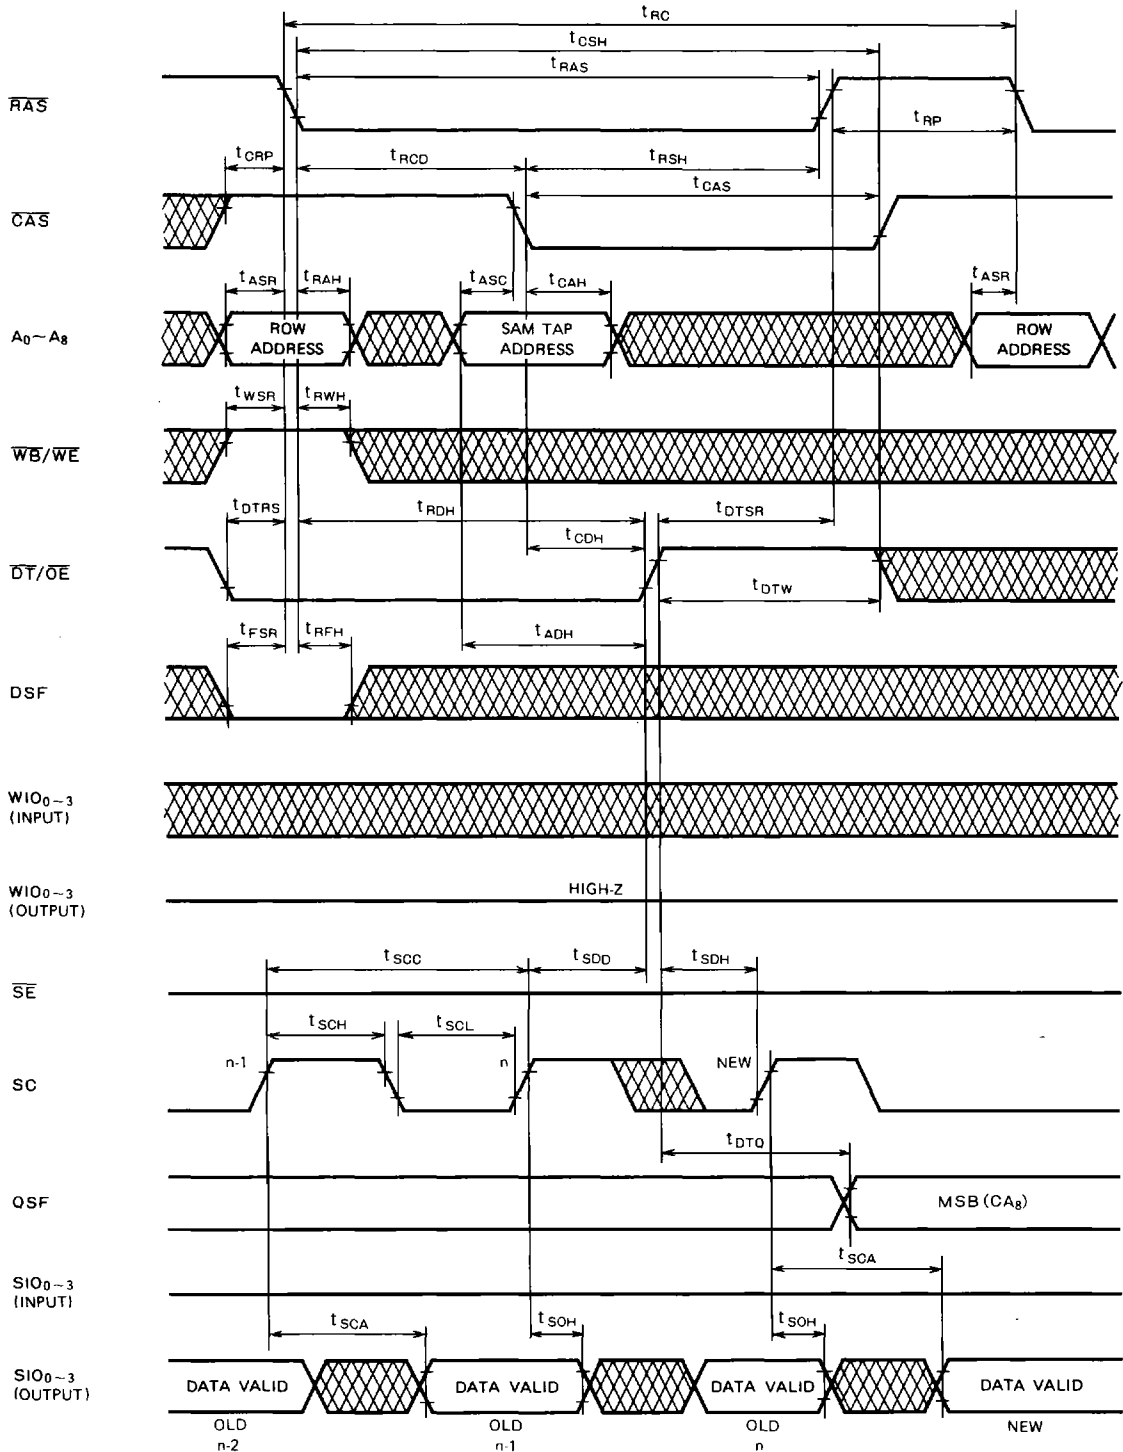 tRC
tCSH
tRAS
RAS
tRP
tCRP
tRCD
tRSH
tCAS
CAS
tASR
tRAH
tASC
tCAH
tASR
A0~A8
ROW
ADDRESS
SAM TAP
ADDRESS
ROW
ADDRESS
tWSR
tRWH
WB/WE
tDTRS
tRDH
tDTSR
tCDH
DT/OE
tDTW
tFSR
tRFH
tADH
DSF
WIO0~3
(INPUT)
WIO0~3
(OUTPUT)
HIGH-Z
tSCC
tSDD
tSDH
SE
tSCH
tSCL
n-1
n
NEW
SC
tDTQ
QSF
MSB (CA8)
tSCA
SIO0~3
(INPUT)
tSCA
tSOH
tSOH
SIO0~3
(OUTPUT)
DATA VALID
DATA VALID
DATA VALID
DATA VALID
OLD
n-2
OLD
n-1
OLD
n
NEW